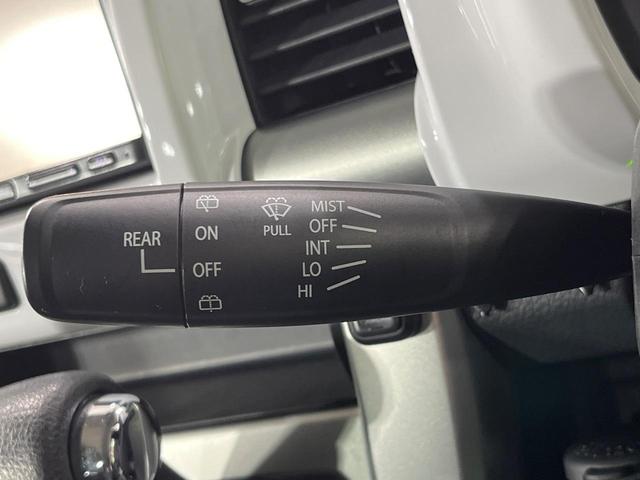 REAR
ON
OFF
PULL
MIST
OFF
INT
LO
HI